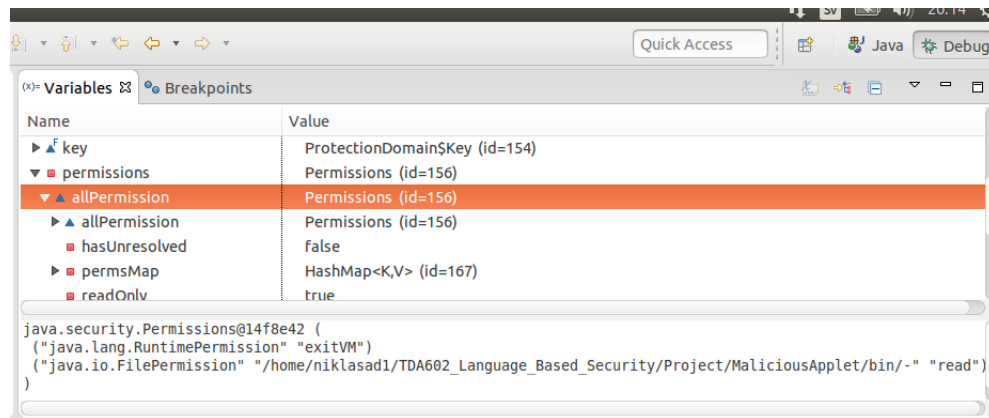 Sv 20:14
Quick Access Java Debug
(x)= Variables Breakpoints
Name Value
F key ProtectionDomain$Key (id=154)
permissions Permissions (id=156)
allPermission Permissions (id=156)
allPermission Permissions (id=156)
hasUnresolved false
permsMap HashMap<K,V> (id=167)
readOnly true
java.security.Permissions@14f8e42 (
("java.lang.RuntimePermission" "exitVM")
("java.io.FilePermission" "/home/niklasad1/TDA602_Language_Based_Security/Project/MaliciousApplet/bin/-" "read")
)